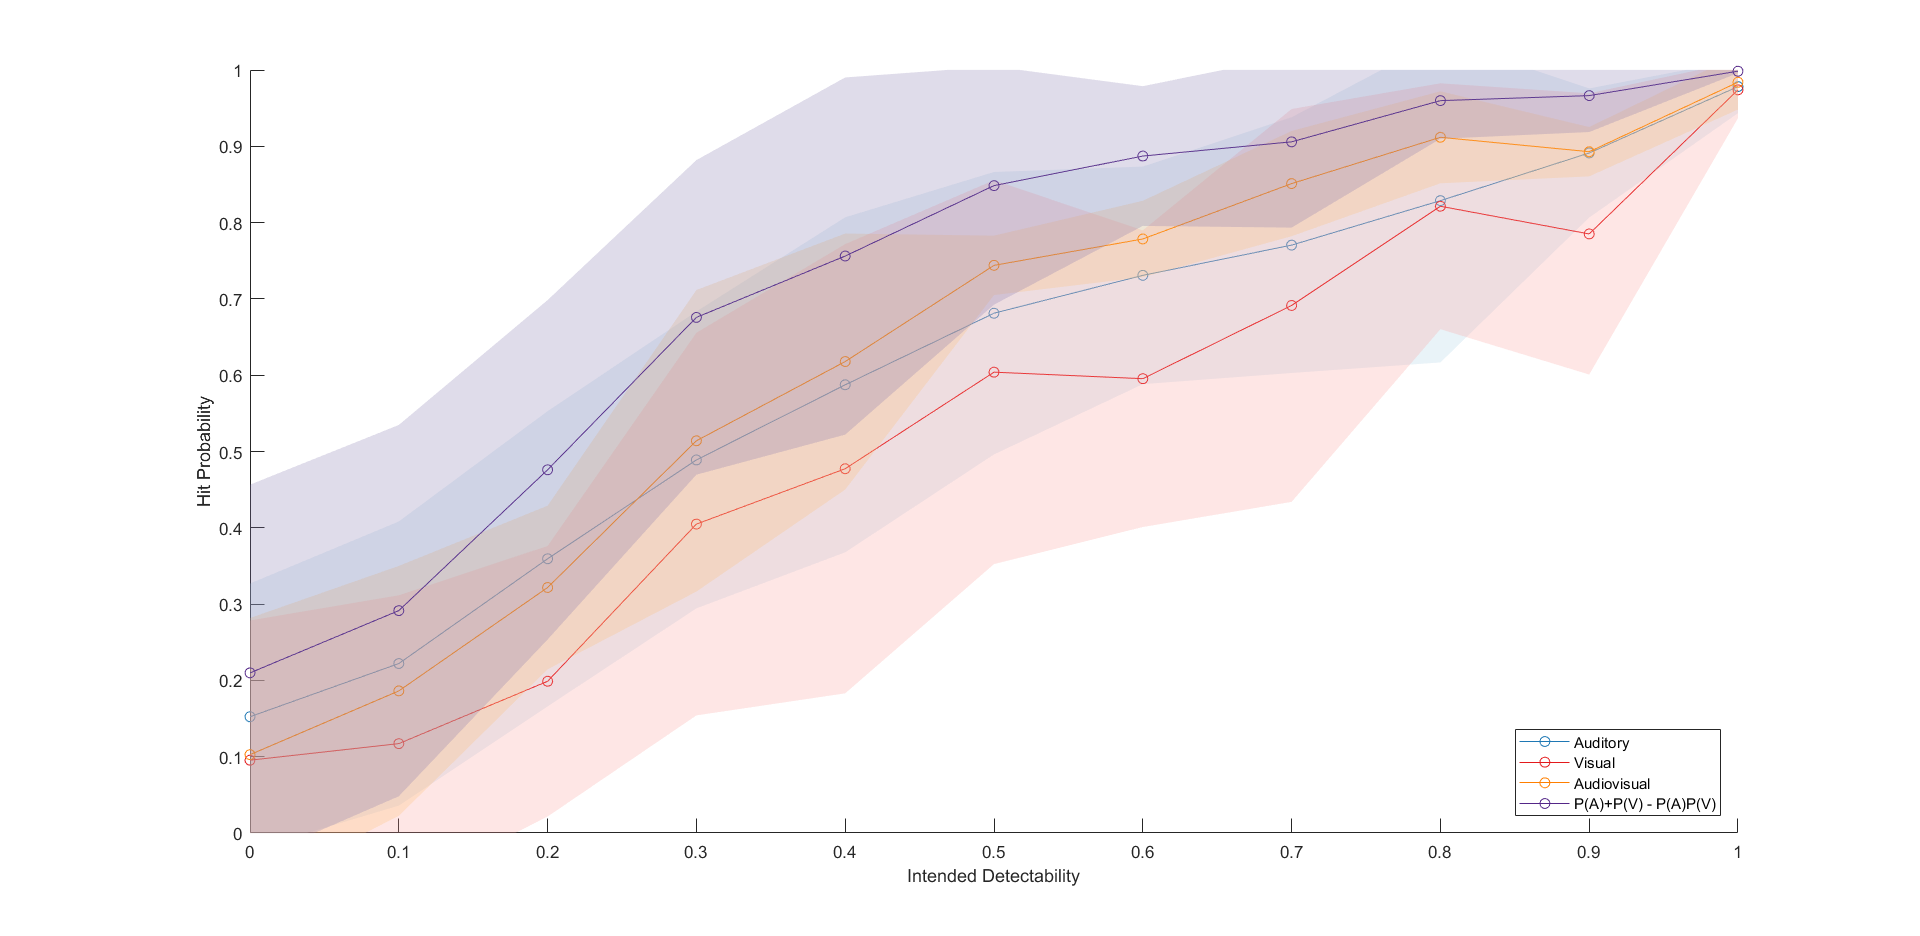 1
0.9
0.8
0.7
0.6
0.5
0.4
0.3
0.2
0.1
0
Hit Probability
0 0.1 0.2 0.3 0.4 0.5 0.6 0.7 0.8 0.9 1
Intended Detectability
Auditory
Visual
Audiovisual
P(A)+P(V) - P(A)P(V)